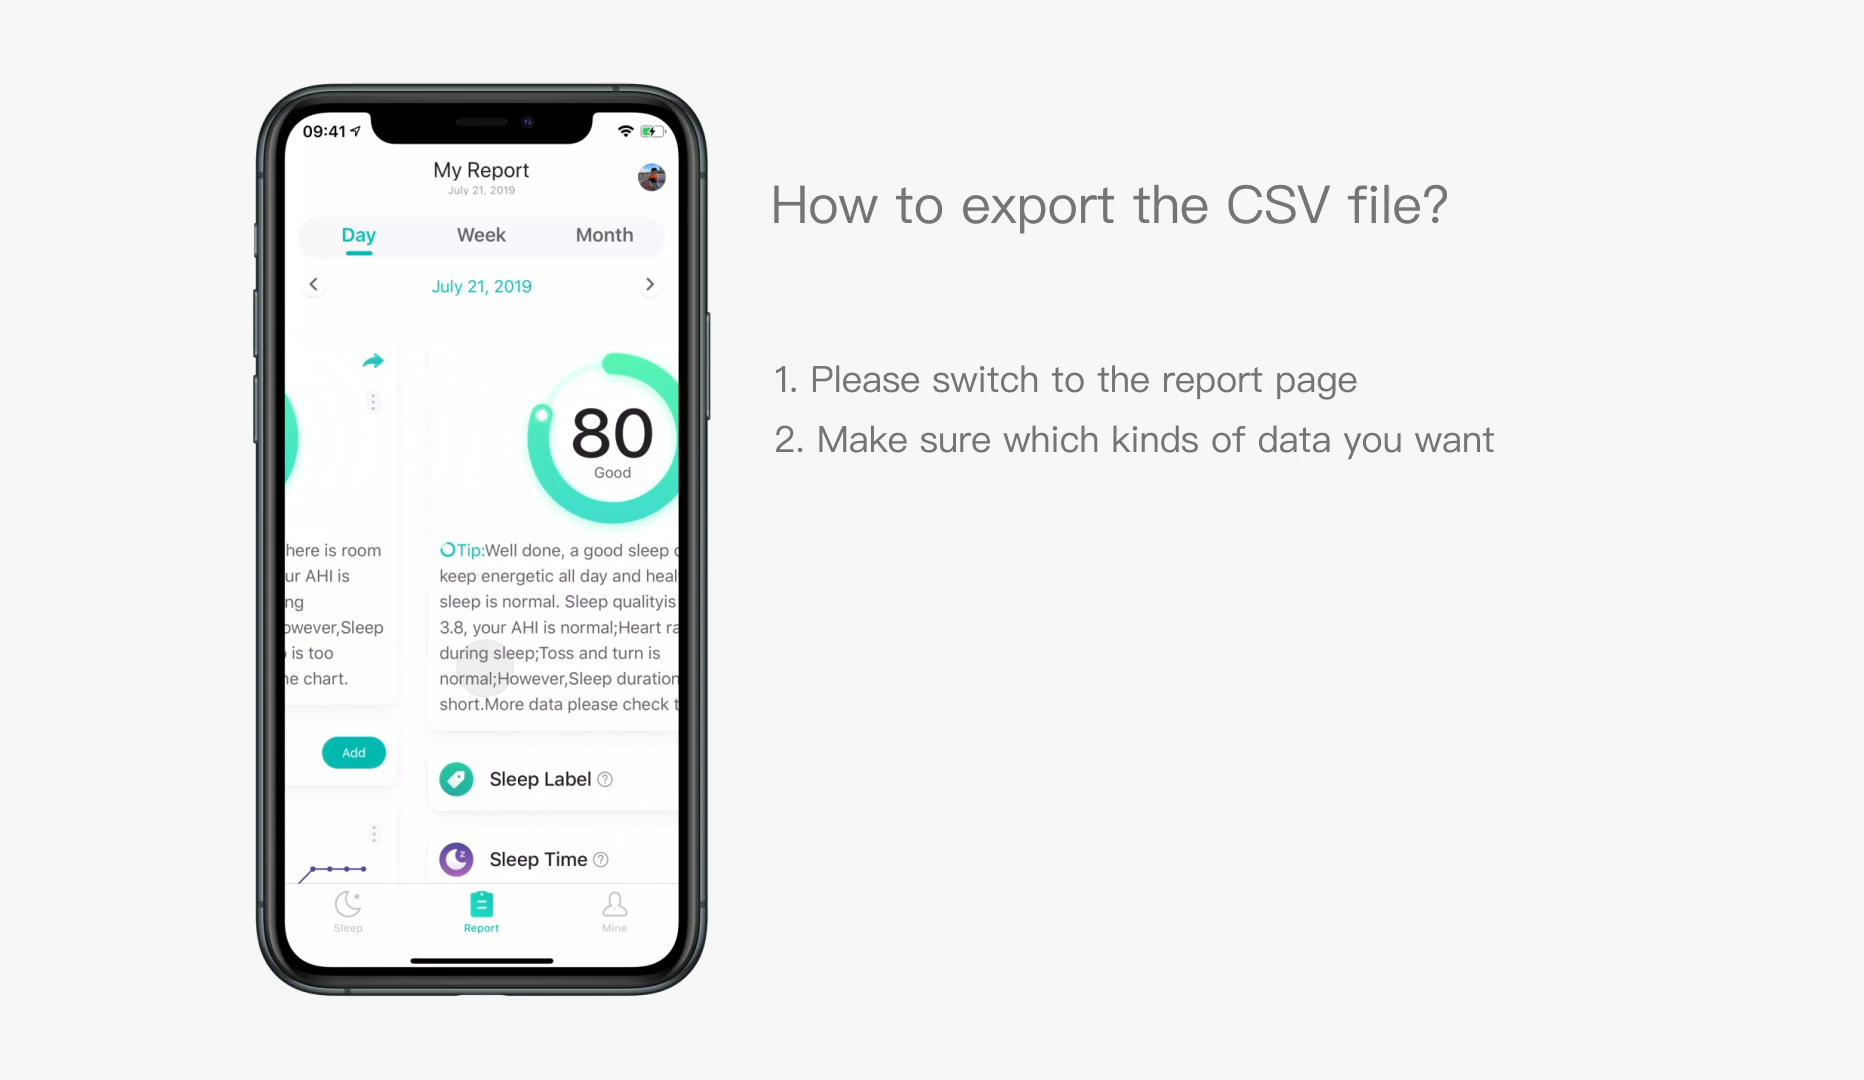 09:41
My Report
July 21, 2019
Day Week Month
July 21, 2019
80
Good
here is room
ur AHI is
ng
owever,Sleep
is too
he chart.
Add
Tip:Well done, a good sleep
keep energetic all day and heal
sleep is normal. Sleep qualityis
3.8, your AHI is normal;Heart ra
during sleep;Toss and turn is
normal;However,Sleep duration
short.More data please check t
Sleep Label ?
Sleep Time ?
Sleep Report Mine
How to export the CSV file?
1. Please switch to the report page
2. Make sure which kinds of data you want